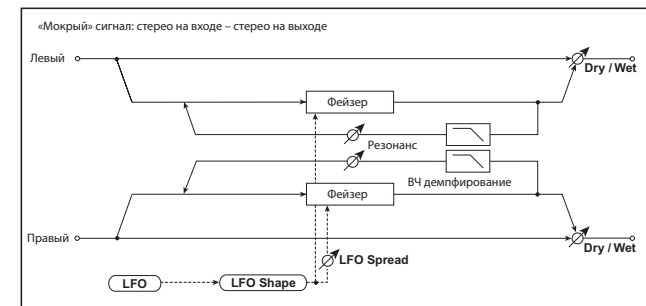 «Мокрый» сигнал: стерео на входе – стерео на выходе
Левый
Dry / Wet
Фейзер
Резонанс
ВЧ демпфирование
Фейзер
Правый
Dry / Wet
LFO Spread
LFO
LFO Shape